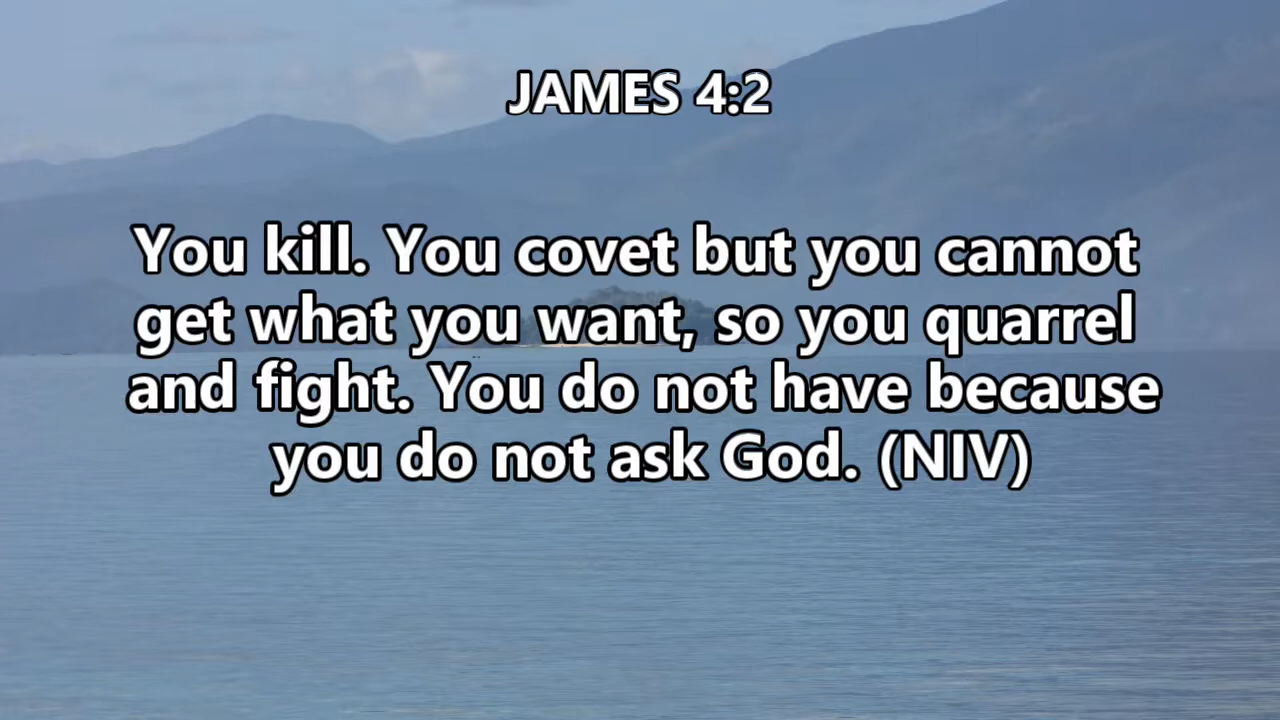 JAMES 4:2
You kill. You covet but you cannot
get what you want, so you quarrel
and fight. You do not have because
you do not ask God. (NIV)